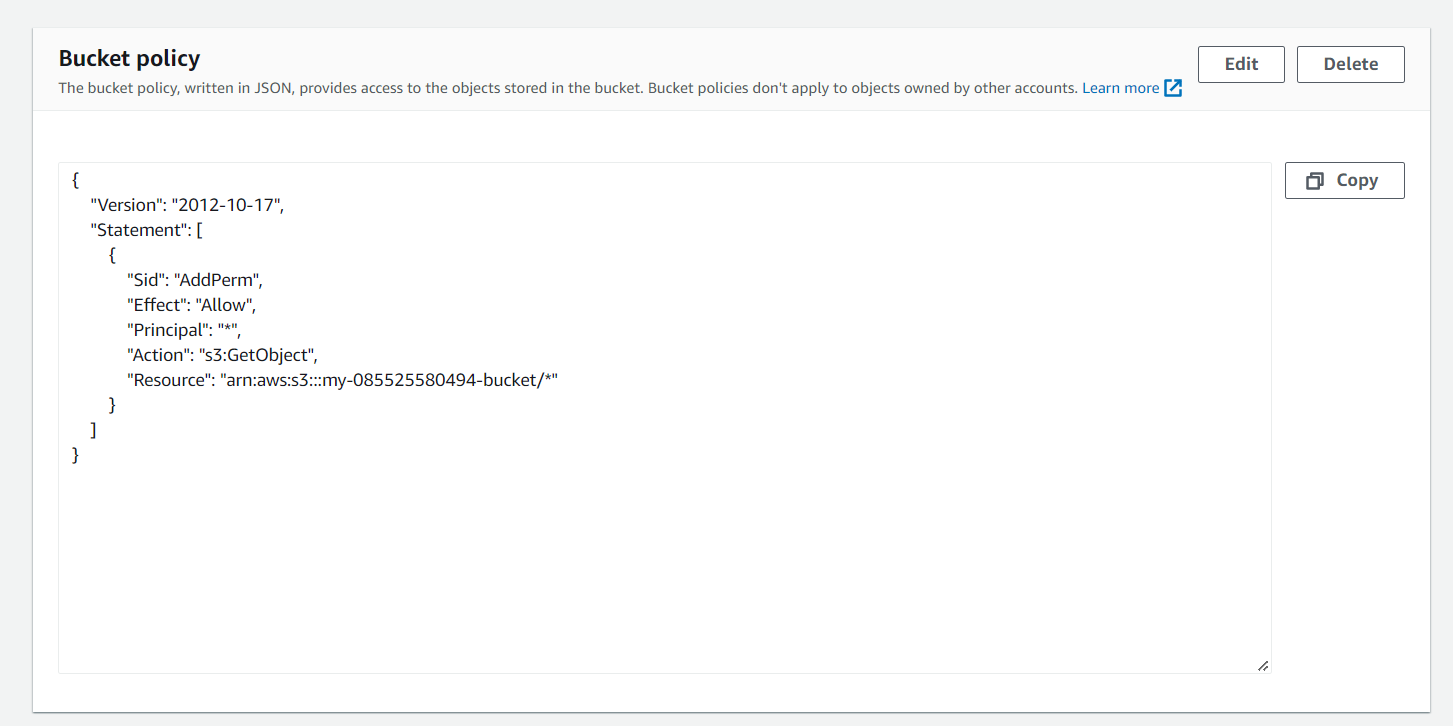 Bucket policy
Edit
Delete
The bucket policy, written in JSON, provides access to the objects stored in the bucket. Bucket policies don't apply to objects owned by other accounts. Learn more
Copy
{
"Version": "2012-10-17",
"Statement": [
{
"Sid": "AddPerm",
"Effect": "Allow",
"Principal": "*",
"Action": "s3:GetObject",
"Resource": "arn:aws:s3:::my-085525580494-bucket/*"
}
]
}